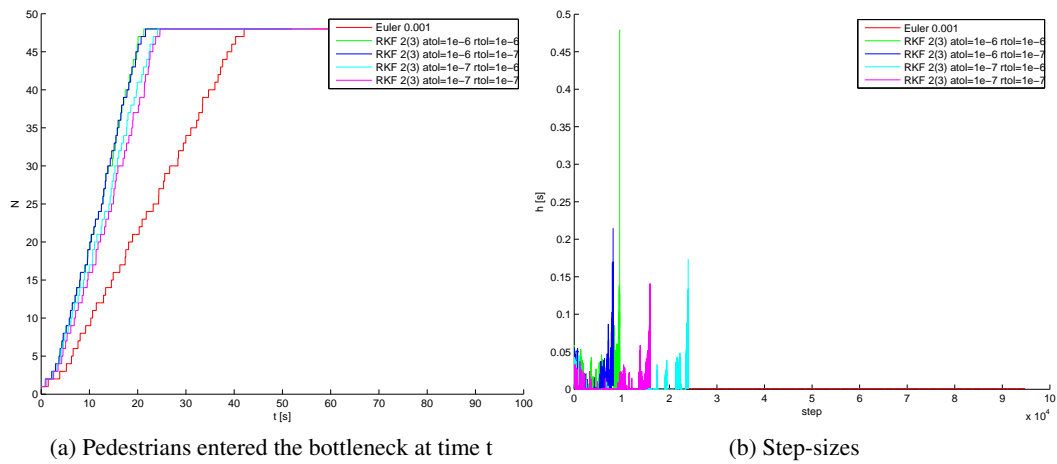 50
45
40
35
30
25
20
15
10
5
0
N
0 10 20 30 40 50 60 70 80 90 100
t [s]
Euler 0.001
RKF 2(3) atol=1e−6 rtol=1e−6
RKF 2(3) atol=1e−6 rtol=1e−7
RKF 2(3) atol=1e−7 rtol=1e−6
RKF 2(3) atol=1e−7 rtol=1e−7
(a) Pedestrians entered the bottleneck at time t
0.5
0.45
0.4
0.35
0.3
0.25
0.2
0.15
0.1
0.05
0
h [s]
0 1 2 3 4 5 6 7 8 9 10
step
x 10^4
Euler 0.001
RKF 2(3) atol=1e−6 rtol=1e−6
RKF 2(3) atol=1e−6 rtol=1e−7
RKF 2(3) atol=1e−7 rtol=1e−6
RKF 2(3) atol=1e−7 rtol=1e−7
(b) Step-sizes